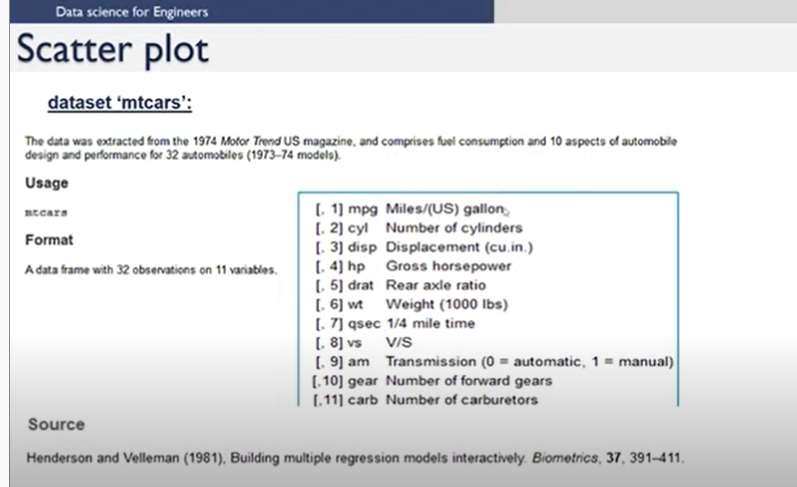 Data science for Engineers
Scatter plot
dataset 'mtcars':
The data was extracted from the 1974 Motor Trend US magazine, and comprises fuel consumption and 10 aspects of automobile
design and performance for 32 automobiles (1973–74 models).
Usage
mtcars
Format
A data frame with 32 observations on 11 variables.
[, 1] mpg Miles/(US) gallon
[, 2] cyl Number of cylinders
[, 3] disp Displacement (cu.in.)
[, 4] hp Gross horsepower
[, 5] drat Rear axle ratio
[, 6] wt Weight (1000 lbs)
[, 7] qsec 1/4 mile time
[, 8] vs V/S
[, 9] am Transmission (0 = automatic, 1 = manual)
[,10] gear Number of forward gears
[,11] carb Number of carburetors
Source
Henderson and Velleman (1981), Building multiple regression models interactively. Biometrics, 37, 391–411.